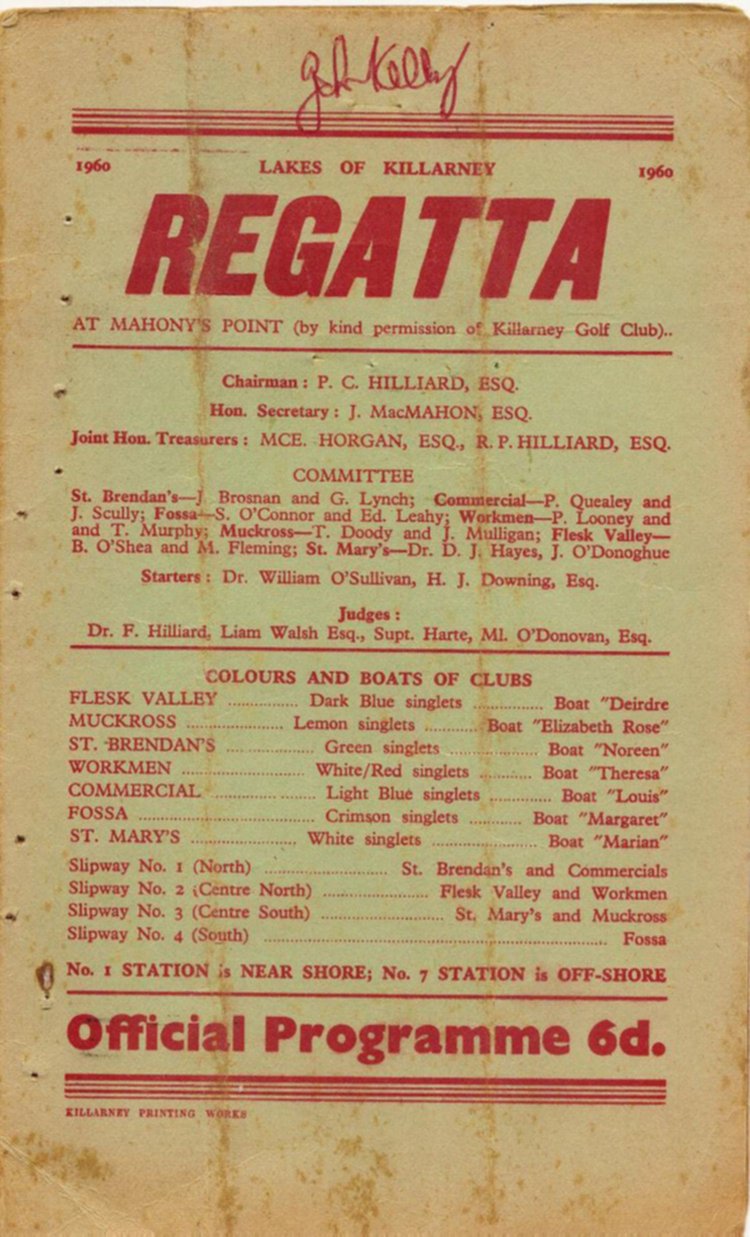 John Kelly
1960 LAKES OF KILLARNEY 1960
REGATTA
AT MAHONY'S POINT (by kind permission of Killarney Golf Club)..
Chairman : P. C. HILLIARD, ESQ.
Hon. Secretary : J. MacMAHON, ESQ.
Joint Hon. Treasurers : MCE. HORGAN, ESQ., R. P. HILLIARD, ESQ.
COMMITTEE
St. Brendan's—J. Brosnan and G. Lynch; Commercial—P. Quealey and
J. Scully; Fossa—S. O'Connor and Ed. Leahy; Workmen—P. Looney and
and T. Murphy; Muckross—T. Doody and J. Mulligan; Flesk Valley—
B. O'Shea and M. Fleming; St. Mary's—Dr. D. J. Hayes, J. O'Donoghue
Starters : Dr. William O'Sullivan, H. J. Downing, Esq.
Judges :
Dr. F. Hilliard, Liam Walsh Esq., Supt. Harte, Ml. O'Donovan, Esq.
COLOURS AND BOATS OF CLUBS
FLESK VALLEY ............... Dark Blue singlets ............... Boat "Deirdre
MUCKROSS ............... Lemon singlets ............... Boat "Elizabeth Rose"
ST. BRENDAN'S ............... Green singlets ............... Boat "Noreen"
WORKMEN ............... White/Red singlets ............... Boat "Theresa"
COMMERCIAL ............... Light Blue singlets ............... Boat "Louis"
FOSSA ............... Crimson singlets ............... Boat "Margaret"
ST. MARY'S ............... White singlets ............... Boat "Marian"
Slipway No. 1 (North) ............... St. Brendan's and Commercials
Slipway No. 2 (Centre North) ............... Flesk Valley and Workmen
Slipway No. 3 (Centre South) ............... St. Mary's and Muckross
Slipway No. 4 (South) ............... Fossa
No. 1 STATION is NEAR SHORE; No. 7 STATION is OFF-SHORE
Official Programme 6d.
KILLARNEY PRINTING WORKS